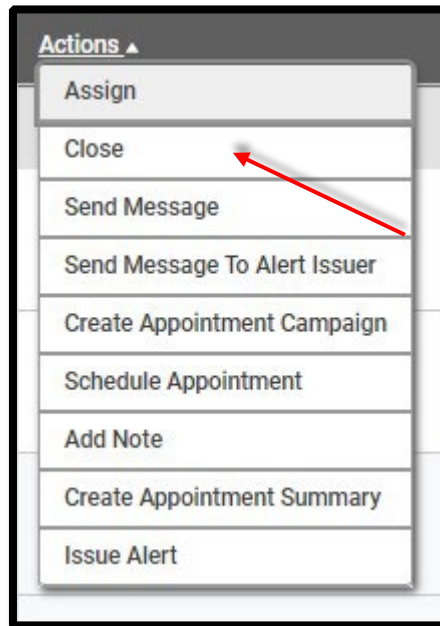 Actions ▲
Assign
Close
Send Message
Send Message To Alert Issuer
Create Appointment Campaign
Schedule Appointment
Add Note
Create Appointment Summary
Issue Alert